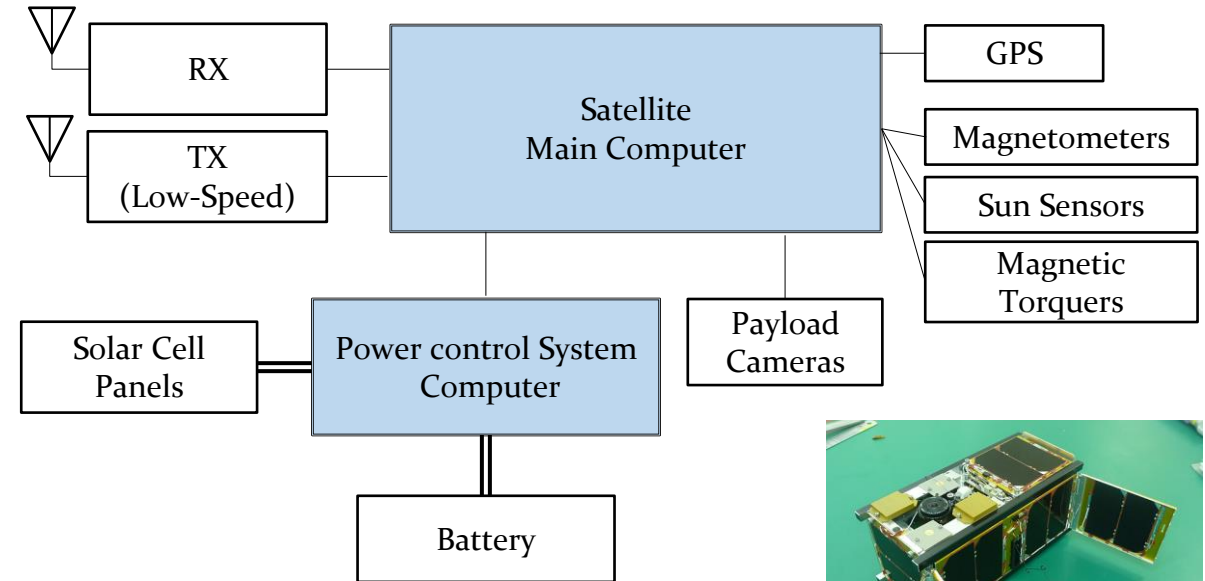 RX
TX
(Low-Speed)
Satellite
Main Computer
GPS
Magnetometers
Sun Sensors
Magnetic
Torquers
Solar Cell
Panels
Power control System
Computer
Payload
Cameras
Battery